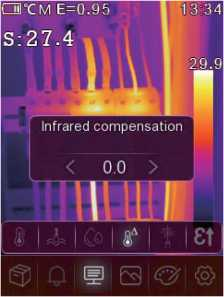 ℃ M E=0.95 13:34
S:27.4
29.9
Infrared compensation
< 0.0 >